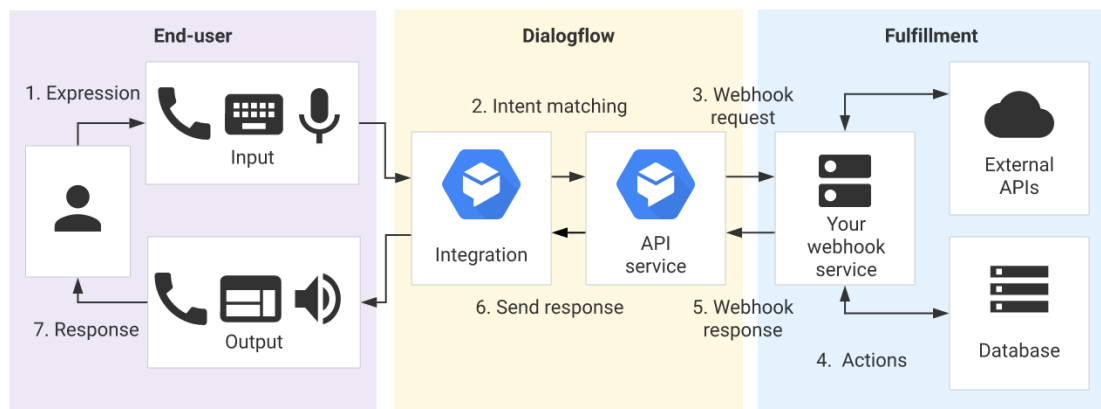 End-user
Dialogflow
Fulfillment
1. Expression
Input
2. Intent matching
3. Webhook
request
External
APIs
Integration
API
service
Your
webhook
service
7. Response
Output
6. Send response
5. Webhook
response
4. Actions
Database